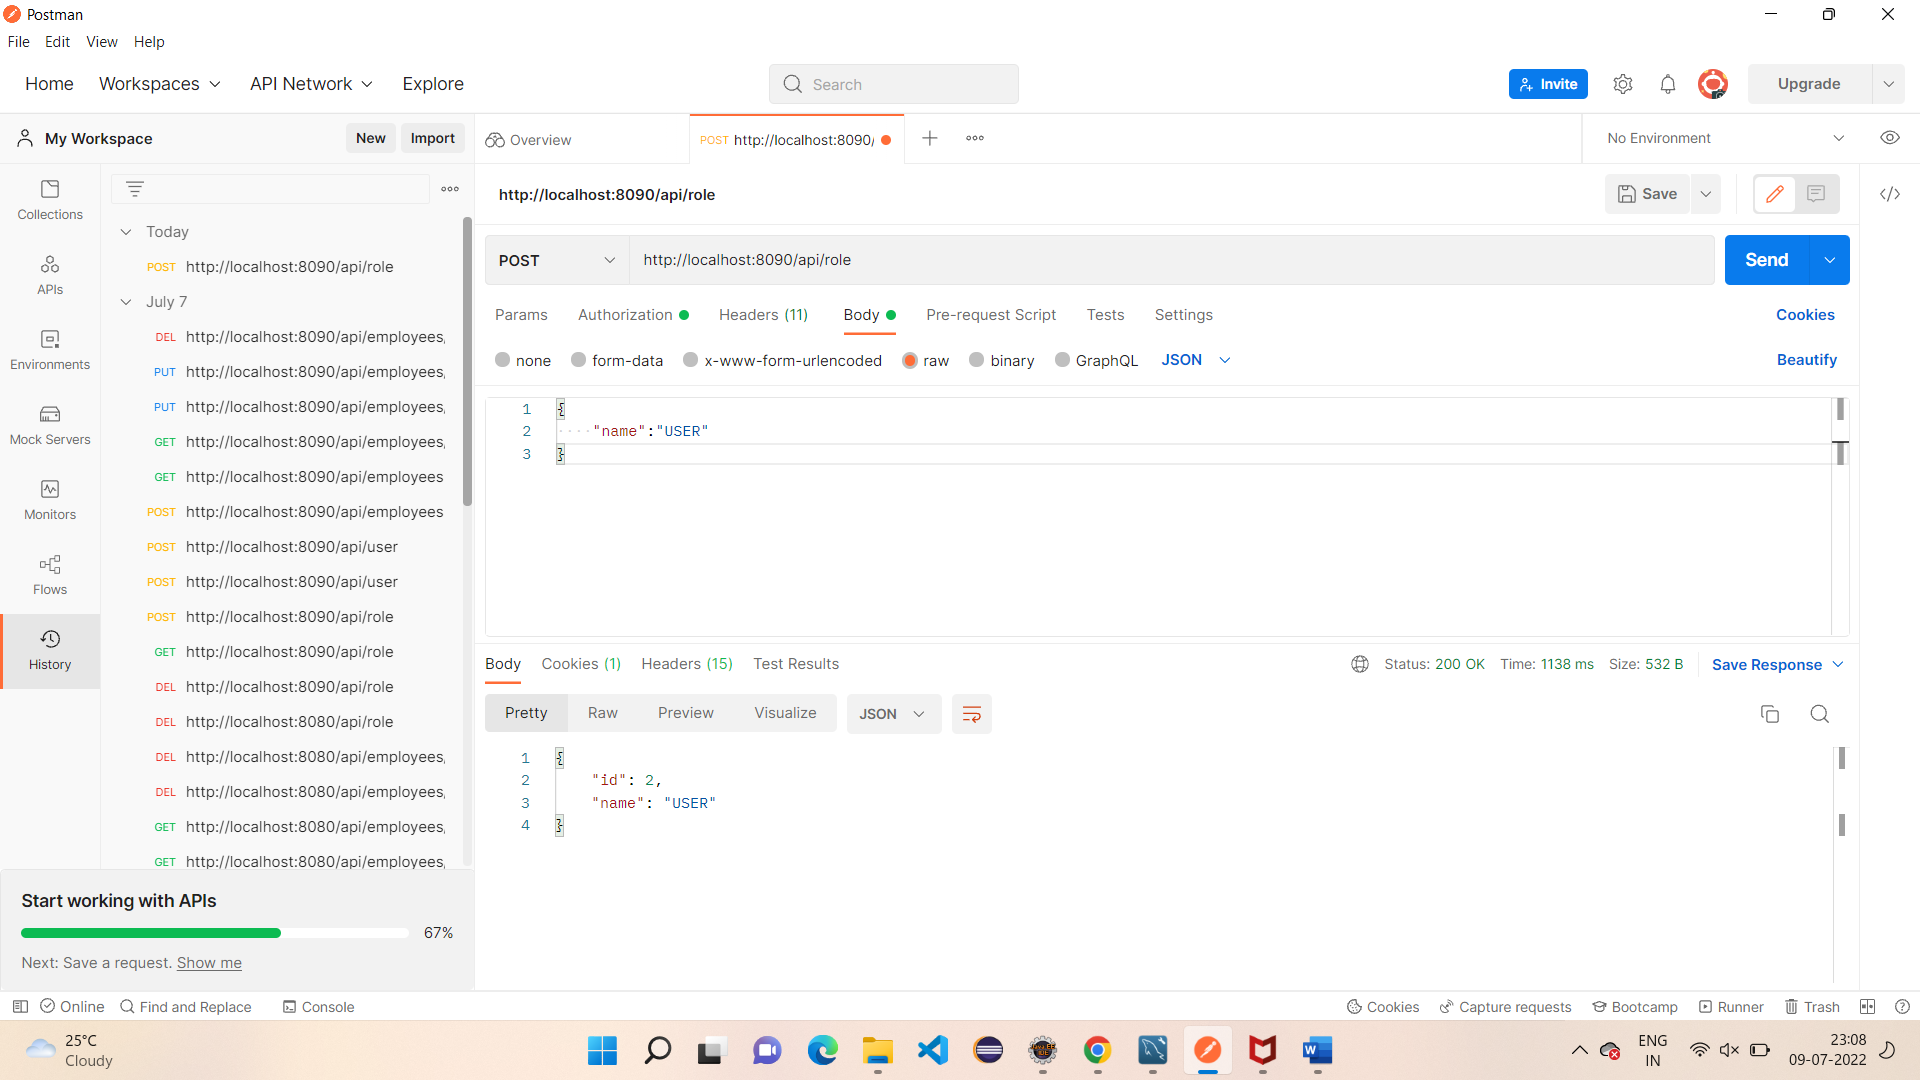 Postman
File Edit View Help
Home Workspaces API Network Explore Search Invite Upgrade
My Workspace New Import Overview POST http://localhost:8090/ No Environment
http://localhost:8090/api/role Save
Collections
APIs
Environments
Mock Servers
Monitors
Flows
History
Today
POST http://localhost:8090/api/role
July 7
DEL http://localhost:8090/api/employees,
PUT http://localhost:8090/api/employees,
PUT http://localhost:8090/api/employees,
GET http://localhost:8090/api/employees,
GET http://localhost:8090/api/employees
POST http://localhost:8090/api/employees
POST http://localhost:8090/api/user
POST http://localhost:8090/api/user
POST http://localhost:8090/api/role
GET http://localhost:8090/api/role
DEL http://localhost:8090/api/role
DEL http://localhost:8080/api/role
DEL http://localhost:8080/api/employees,
DEL http://localhost:8080/api/employees,
GET http://localhost:8080/api/employees,
GET http://localhost:8080/api/employees,
Start working with APIs
67%
Next: Save a request. Show me
POST http://localhost:8090/api/role Send
Params Authorization Headers (11) Body Pre-request Script Tests Settings Cookies
none form-data x-www-form-urlencoded raw binary GraphQL JSON Beautify
1 {
2 "name":"USER"
3 }
Body Cookies (1) Headers (15) Test Results Status: 200 OK Time: 1138 ms Size: 532 B Save Response
Pretty Raw Preview Visualize JSON
1 {
2 "id": 2,
3 "name": "USER"
4 }
Online Find and Replace Console Cookies Capture requests Bootcamp Runner Trash
25°C
Cloudy
ENG
IN
23:08
09-07-2022